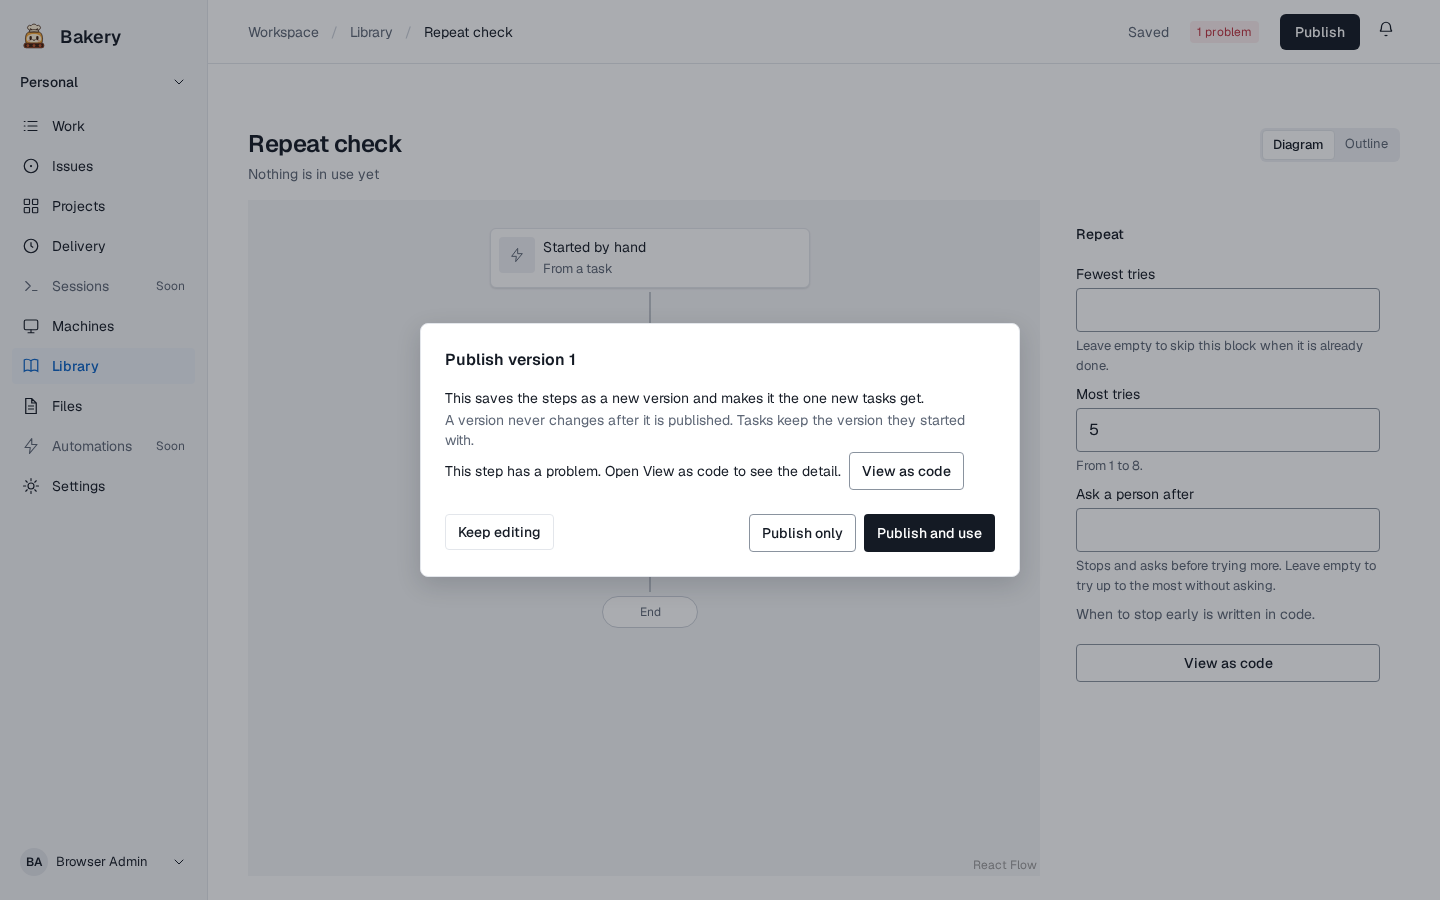 Bakery
Personal
Work
Issues
Projects
Delivery
Sessions Soon
Machines
Library
Files
Automations Soon
Settings
BA Browser Admin
Workspace / Library / Repeat check
Saved 1 problem Publish
Repeat check
Nothing is in use yet
Diagram Outline
Started by hand
From a task
Publish version 1
This saves the steps as a new version and makes it the one new tasks get.
A version never changes after it is published. Tasks keep the version they started
with.
This step has a problem. Open View as code to see the detail. View as code
Keep editing Publish only Publish and use
End
React Flow
Repeat
Fewest tries
Leave empty to skip this block when it is already
done.
Most tries
5
From 1 to 8.
Ask a person after
Stops and asks before trying more. Leave empty to
try up to the most without asking.
When to stop early is written in code.
View as code